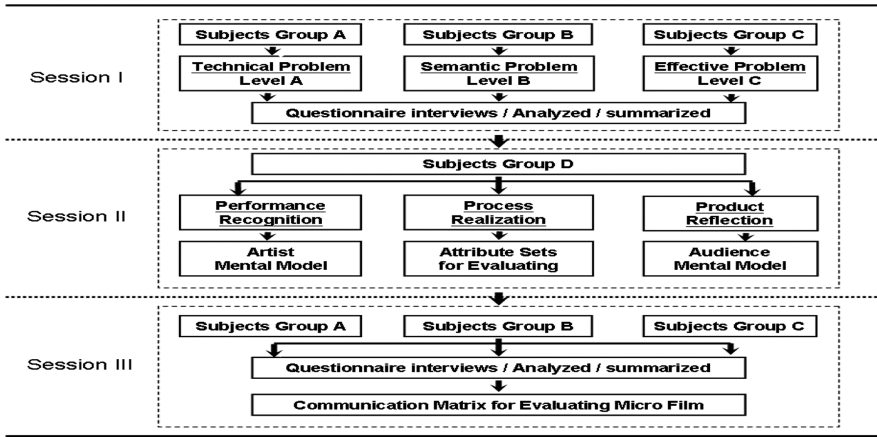 Session I
Subjects Group A
Subjects Group B
Subjects Group C
Technical Problem
Level A
Semantic Problem
Level B
Effective Problem
Level C
Questionnaire interviews / Analyzed / summarized
Session II
Subjects Group D
Performance
Recognition
Process
Realization
Product
Reflection
Artist
Mental Model
Attribute Sets
for Evaluating
Audience
Mental Model
Session III
Subjects Group A
Subjects Group B
Subjects Group C
Questionnaire interviews / Analyzed / summarized
Communication Matrix for Evaluating Micro Film